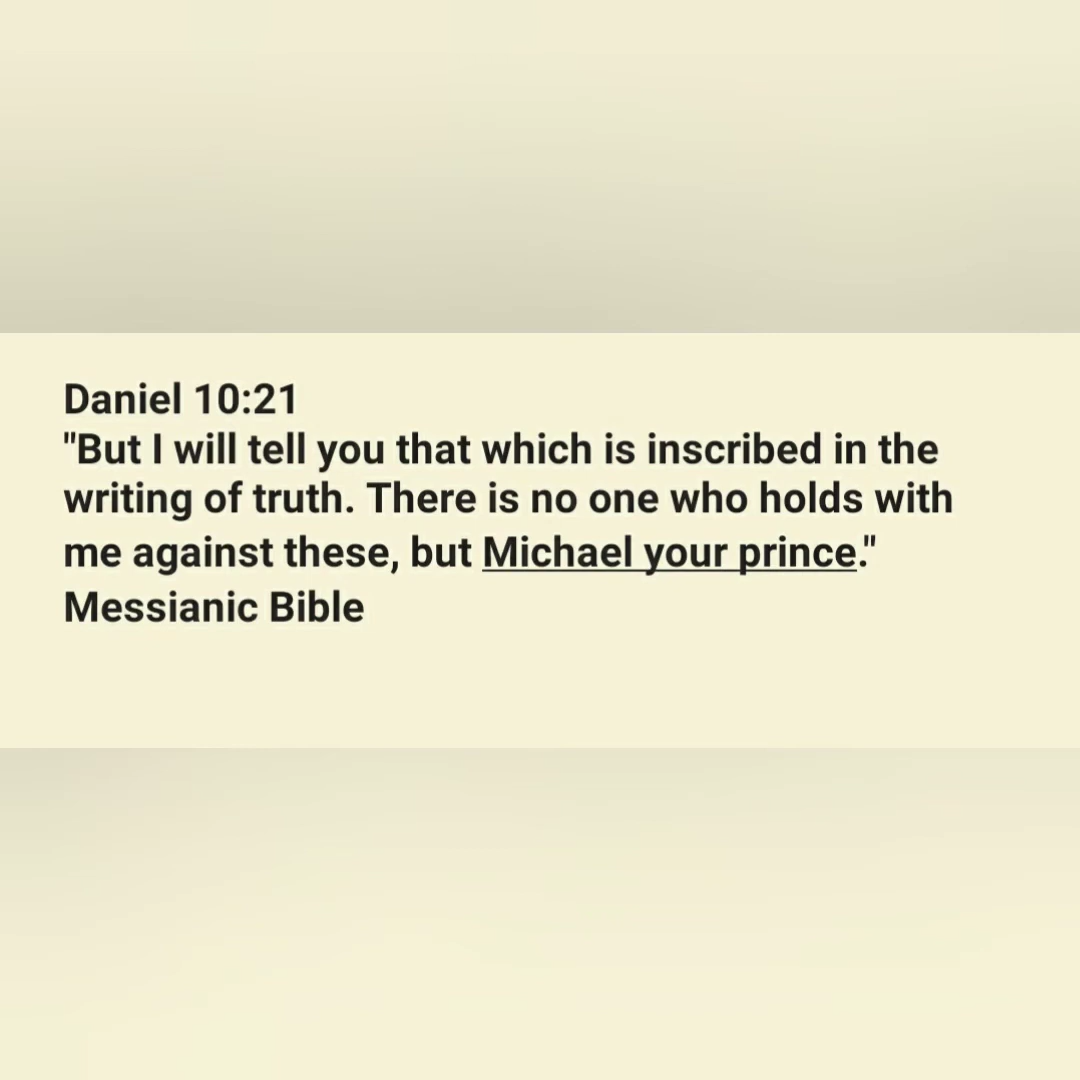 Daniel 10:21
"But I will tell you that which is inscribed in the
writing of truth. There is no one who holds with
me against these, but Michael your prince."
Messianic Bible